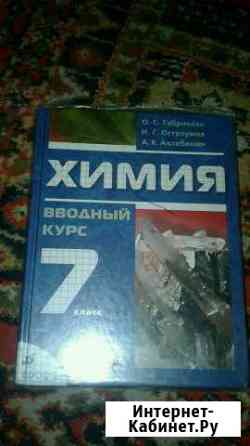 О. С. Габриелян
И. Г. Остроумов
А. К. Ахлебинин
ХИМИЯ
ВВОДНЫЙ
КУРС
7
класс
Интернет-
Кабинет.Ру